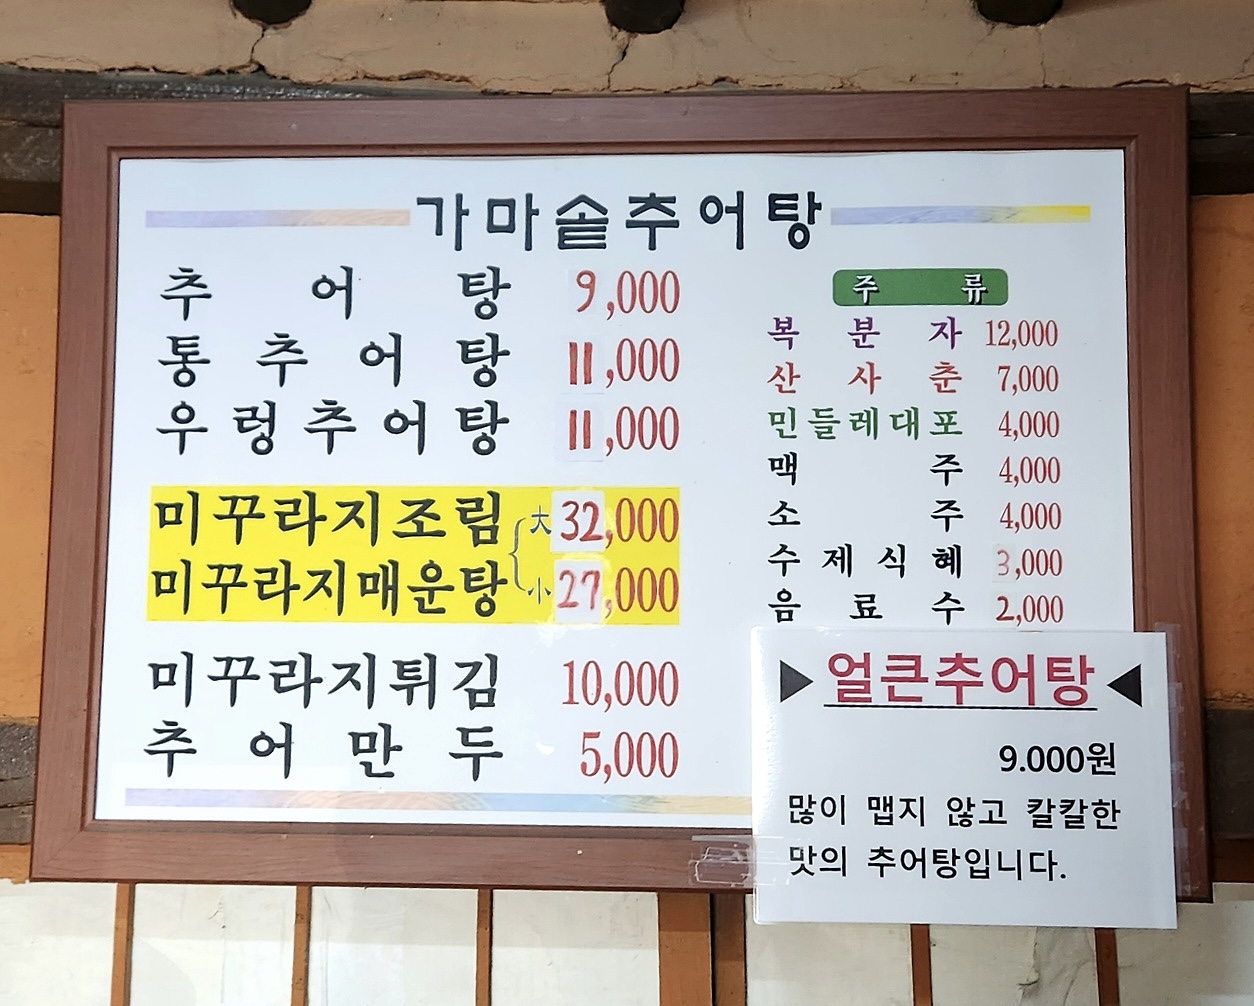 가마솥추어탕
추어탕 9,000
통추어탕 11,000
우렁추어탕 11,000
미꾸라지조림 大 32,000
미꾸라지매운탕 小 27,000
미꾸라지튀김 10,000
추어만두 5,000
주류
복분자 12,000
산사춘 7,000
민들레대포 4,000
맥주 4,000
소주 4,000
수제식혜 3,000
음료수 2,000
▶얼큰추어탕◀
9.000원
많이 맵지 않고 칼칼한
맛의 추어탕입니다.